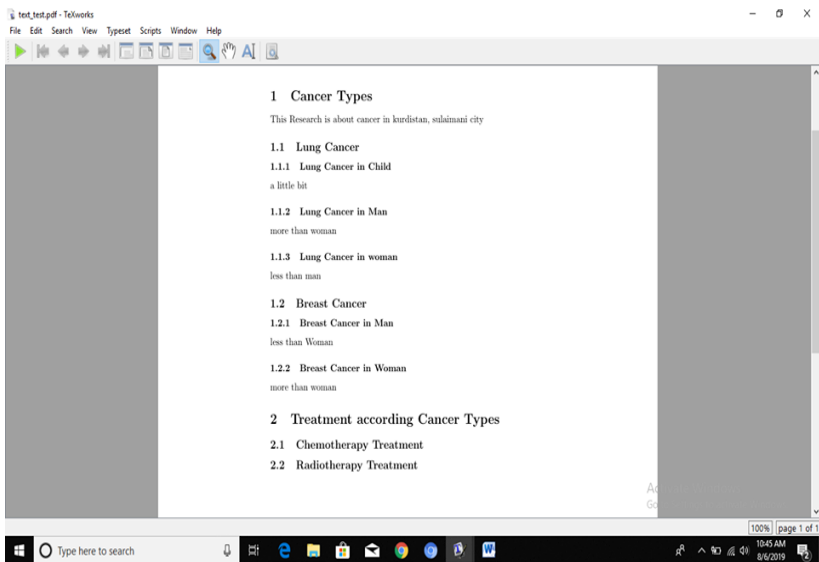 text_test.pdf - TeXworks
File Edit Search View Typeset Scripts Window Help
1 Cancer Types
This Research is about cancer in kurdistan, sulaimani city
1.1 Lung Cancer
1.1.1 Lung Cancer in Child
a little bit
1.1.2 Lung Cancer in Man
more than woman
1.1.3 Lung Cancer in woman
less than man
1.2 Breast Cancer
1.2.1 Breast Cancer in Man
less than Woman
1.2.2 Breast Cancer in Woman
more than woman
2 Treatment according Cancer Types
2.1 Chemotherapy Treatment
2.2 Radiotherapy Treatment
100% page 1 of 1
Type here to search
10:45 AM
8/6/2019